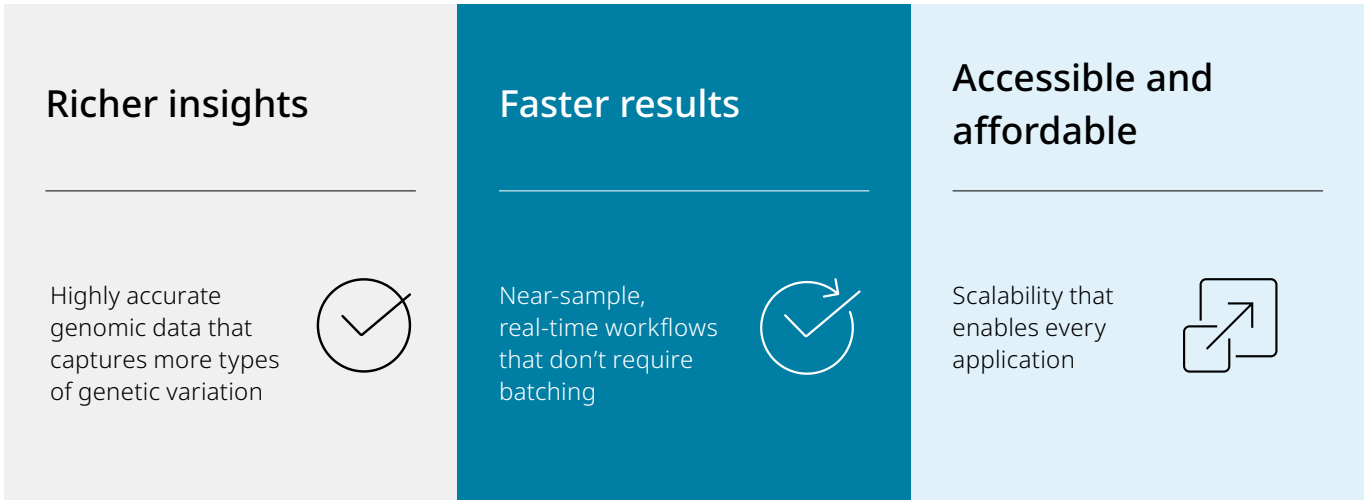 Richer insights
Highly accurate
genomic data that
captures more types
of genetic variation
Faster results
Near-sample,
real-time workflows
that don’t require
batching
Accessible and
affordable
Scalability that
enables every
application